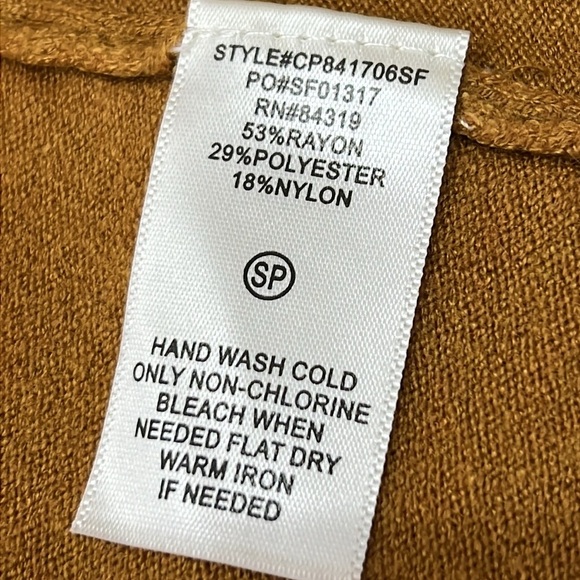 STYLE#CP841706SF
PO#SF01317
RN#84319
53%RAYON
29%POLYESTER
18%NYLON
SP
HAND WASH COLD
ONLY NON-CHLORINE
BLEACH WHEN
NEEDED FLAT DRY
WARM IRON
IF NEEDED